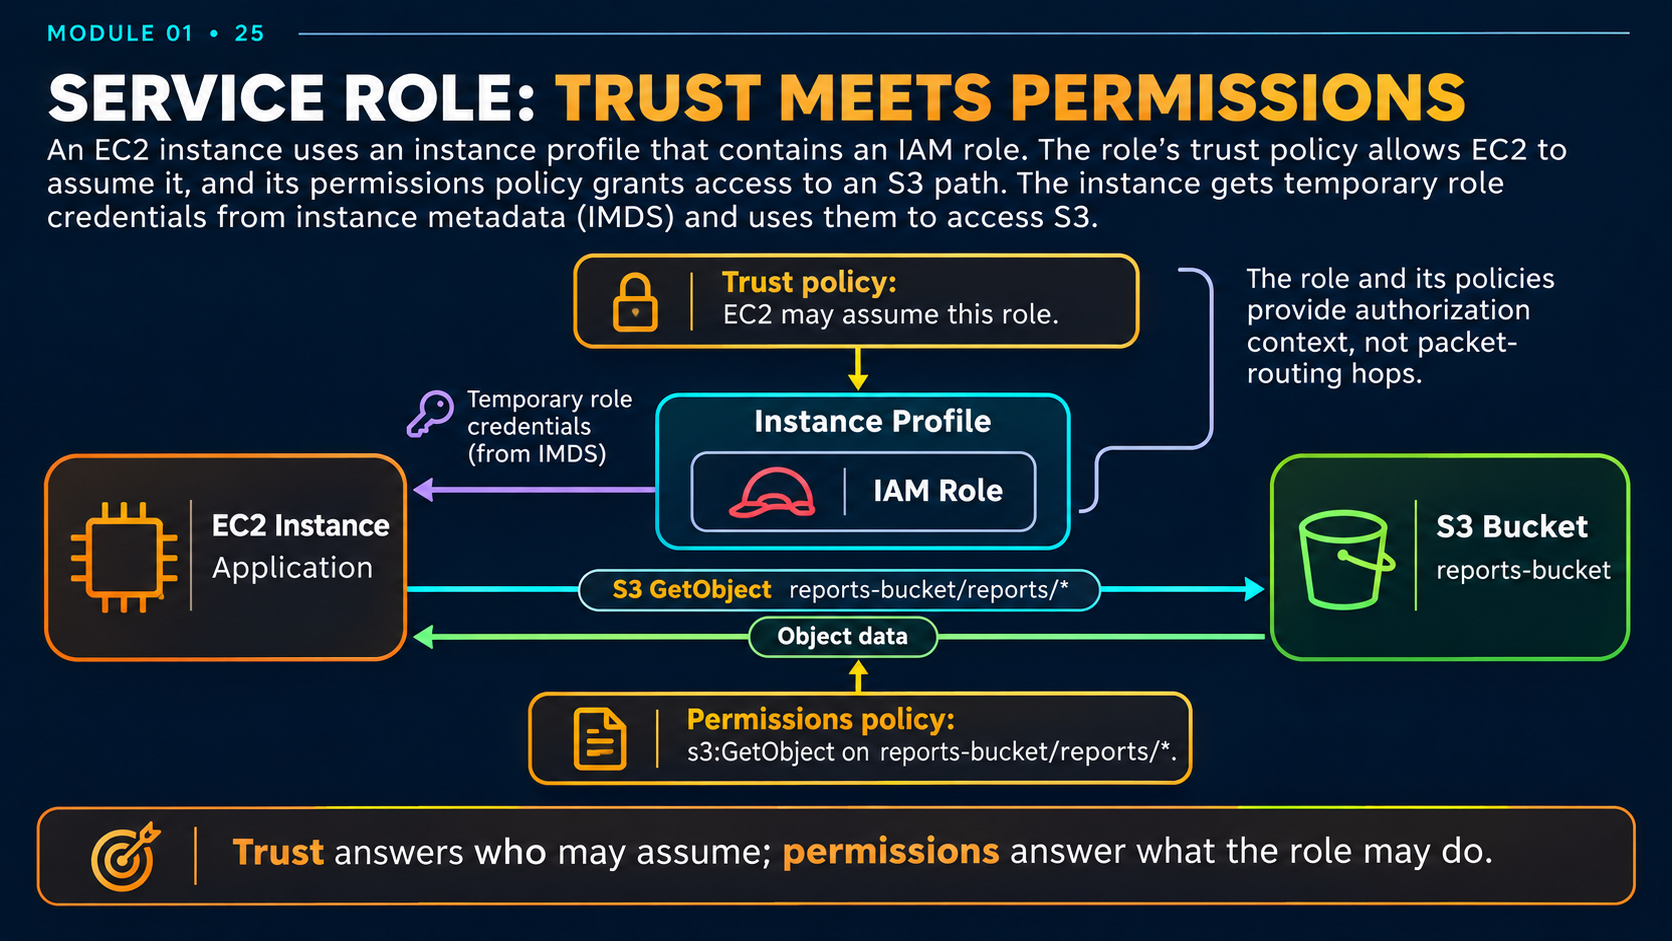 MODULE 01 • 25
SERVICE ROLE: TRUST MEETS PERMISSIONS
An EC2 instance uses an instance profile that contains an IAM role. The role’s trust policy allows EC2 to
assume it, and its permissions policy grants access to an S3 path. The instance gets temporary role
credentials from instance metadata (IMDS) and uses them to access S3.
Trust policy:
EC2 may assume this role.
The role and its policies
provide authorization
context, not packet-
routing hops.
Temporary role
credentials
(from IMDS)
Instance Profile
IAM Role
EC2 Instance
Application
S3 Bucket
reports-bucket
S3 GetObject reports-bucket/reports/*
Object data
Permissions policy:
s3:GetObject on reports-bucket/reports/*.
Trust answers who may assume; permissions answer what the role may do.